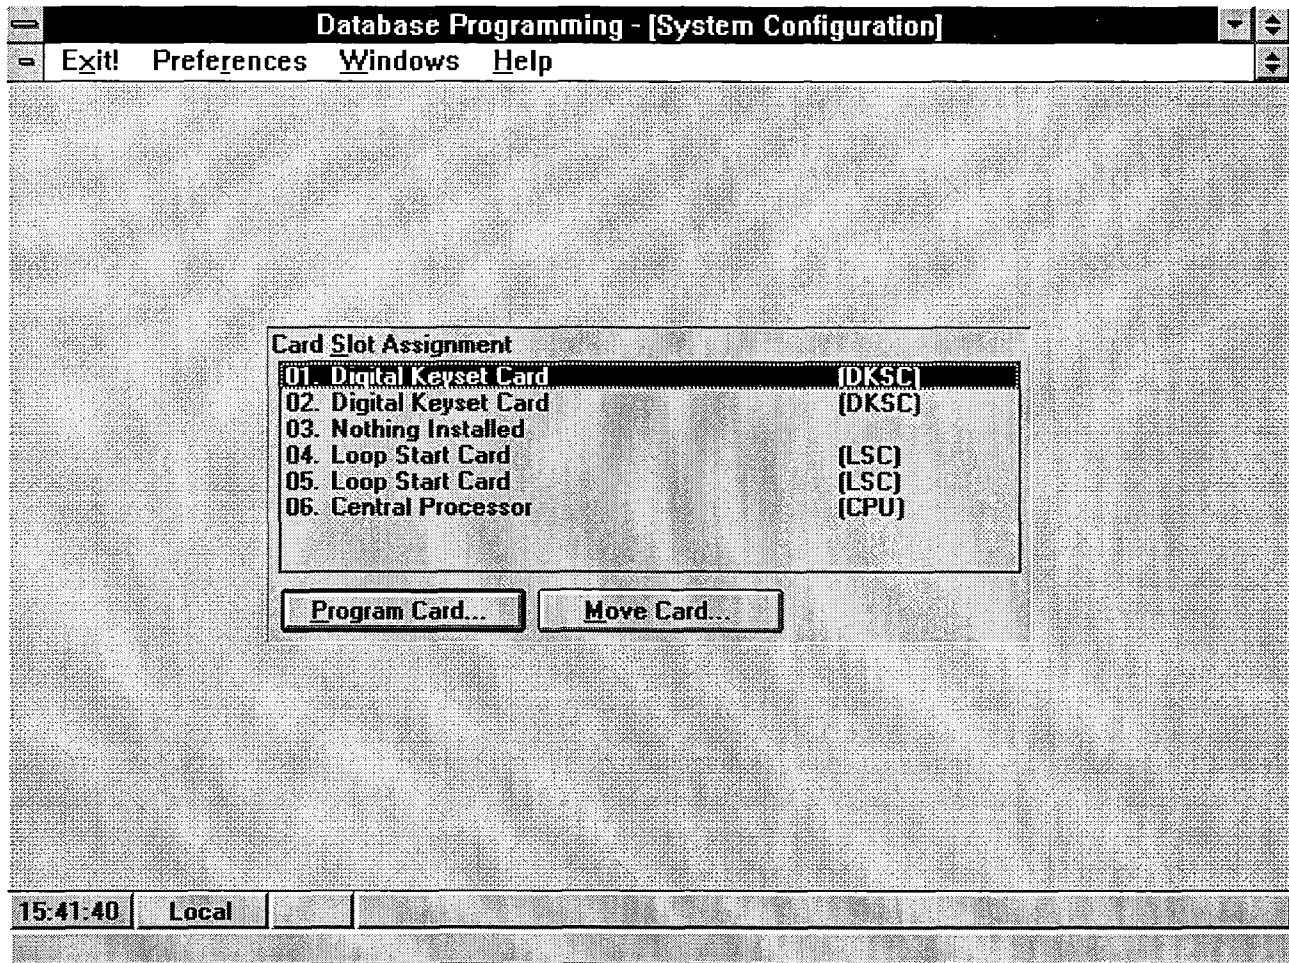 Database Programming - [System Configuration]
Exit! Preferences Windows Help
Card Slot Assignment
01. Digital Keyset Card (DKSC)
02. Digital Keyset Card (DKSC)
03. Nothing Installed
04. Loop Start Card (LSC)
05. Loop Start Card (LSC)
06. Central Processor (CPU)
Program Card... Move Card...
15:41:40 Local